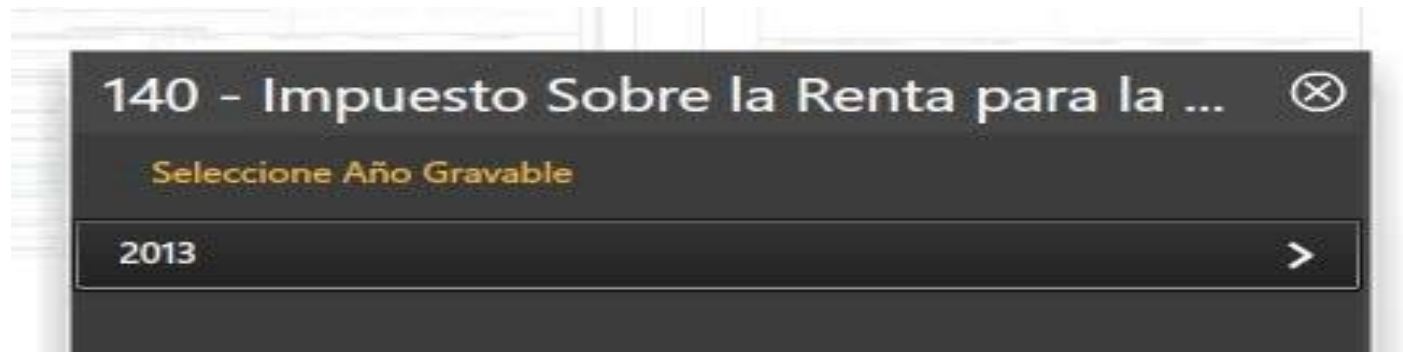 140 - Impuesto Sobre la Renta para la ...
Seleccione Año Gravable
2013